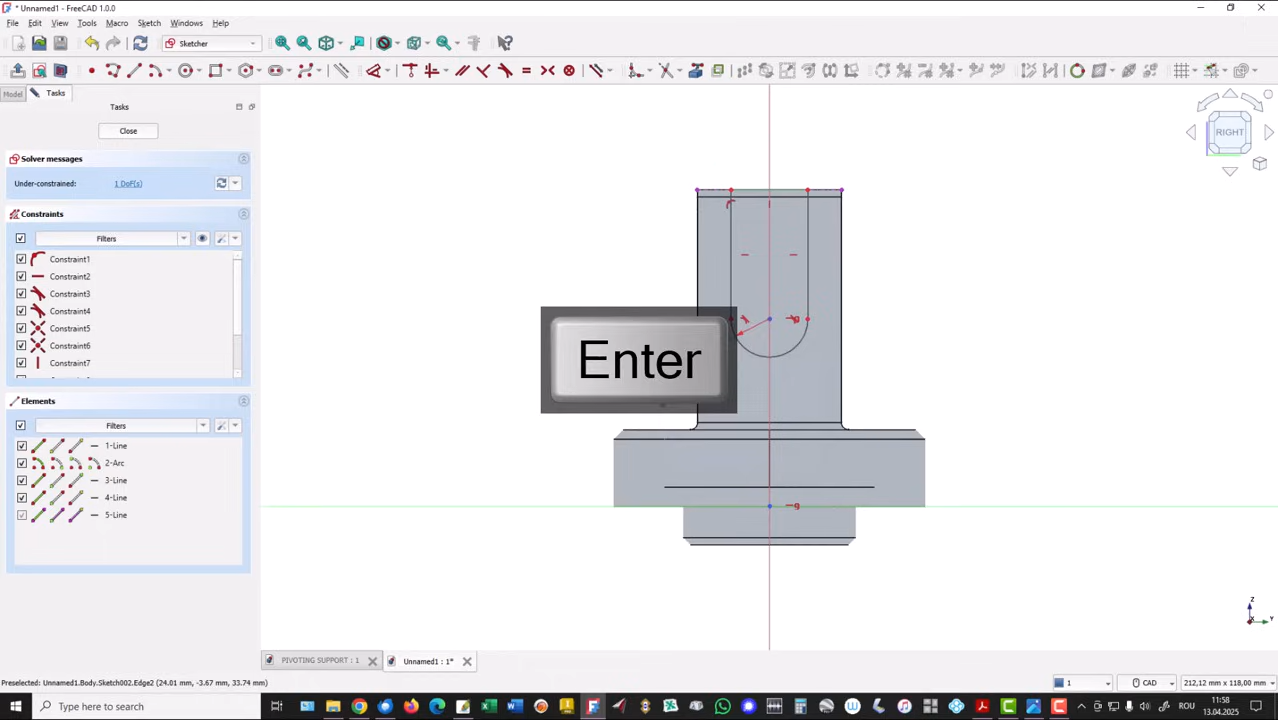 * Unnamed1 - FreeCAD 1.0.0
File Edit View Tools Macro Sketch Windows Help
Sketcher
Model Tasks
Tasks
Close
Solver messages
Under-constrained: 1 DoF(s)
Constraints
Filters
Constraint1
Constraint2
Constraint3
Constraint4
Constraint5
Constraint6
Constraint7
Elements
Filters
1-Line
2-Arc
3-Line
4-Line
5-Line
RIGHT
Enter
Z
Y
PIVOTING SUPPORT : 1
Unnamed1 : 1*
Preselected: Unnamed1.Body.Sketch002.Edge2 (24.01 mm, -3.67 mm, 33.74 mm)
1
CAD
212,12 mm x 118,00 mm
Type here to search
ROU
11:58
13.04.2025